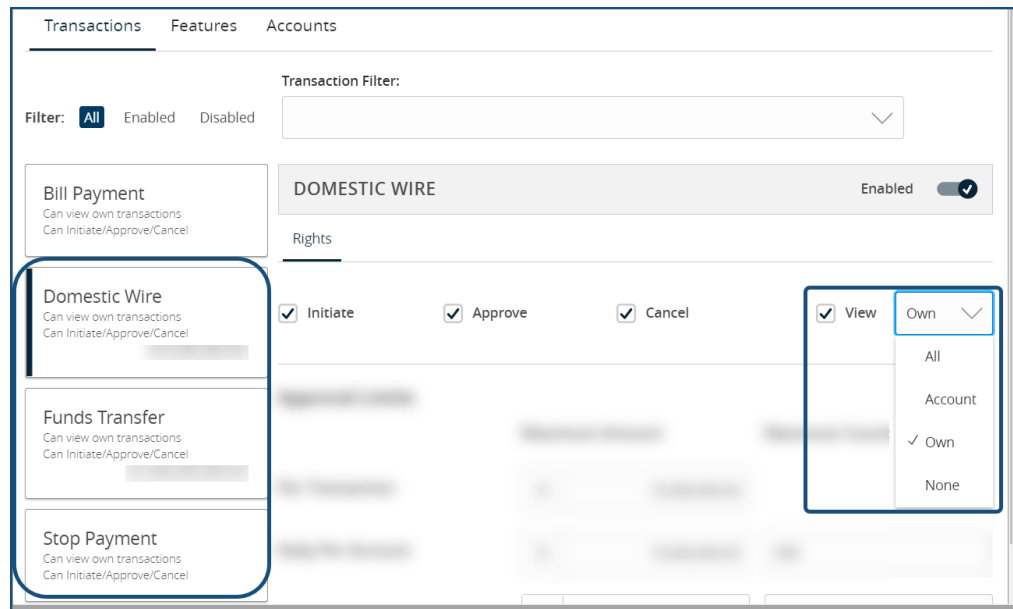 Transactions Features Accounts
Transaction Filter:
Filter: All Enabled Disabled
Bill Payment
Can view own transactions
Can Initiate/Approve/Cancel
DOMESTIC WIRE Enabled
Rights
Domestic Wire
Can view own transactions
Can Initiate/Approve/Cancel
Initiate Approve Cancel View Own
All
Account
Own
None
Funds Transfer
Can view own transactions
Can Initiate/Approve/Cancel
Stop Payment
Can view own transactions
Can Initiate/Approve/Cancel